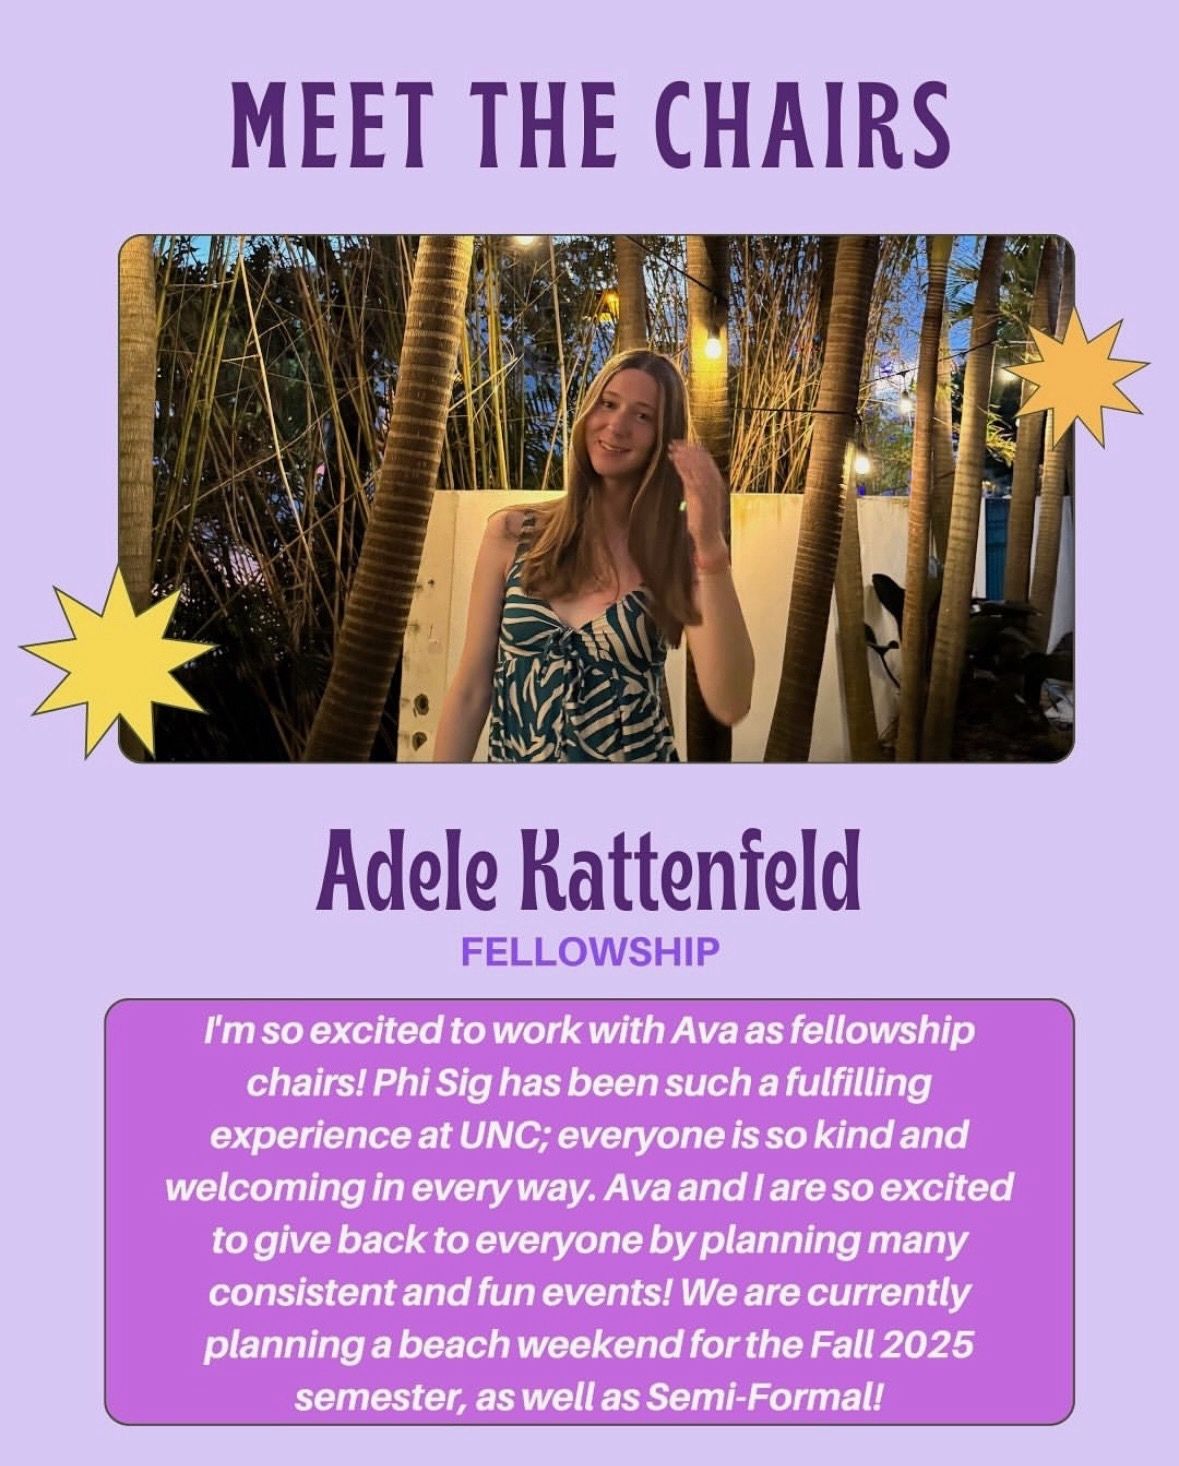 MEET THE CHAIRS
Adele Kattenfeld
FELLOWSHIP
I'm so excited to work with Ava as fellowship
chairs! Phi Sig has been such a fulfilling
experience at UNC; everyone is so kind and
welcoming in every way. Ava and I are so excited
to give back to everyone by planning many
consistent and fun events! We are currently
planning a beach weekend for the Fall 2025
semester, as well as Semi-Formal!